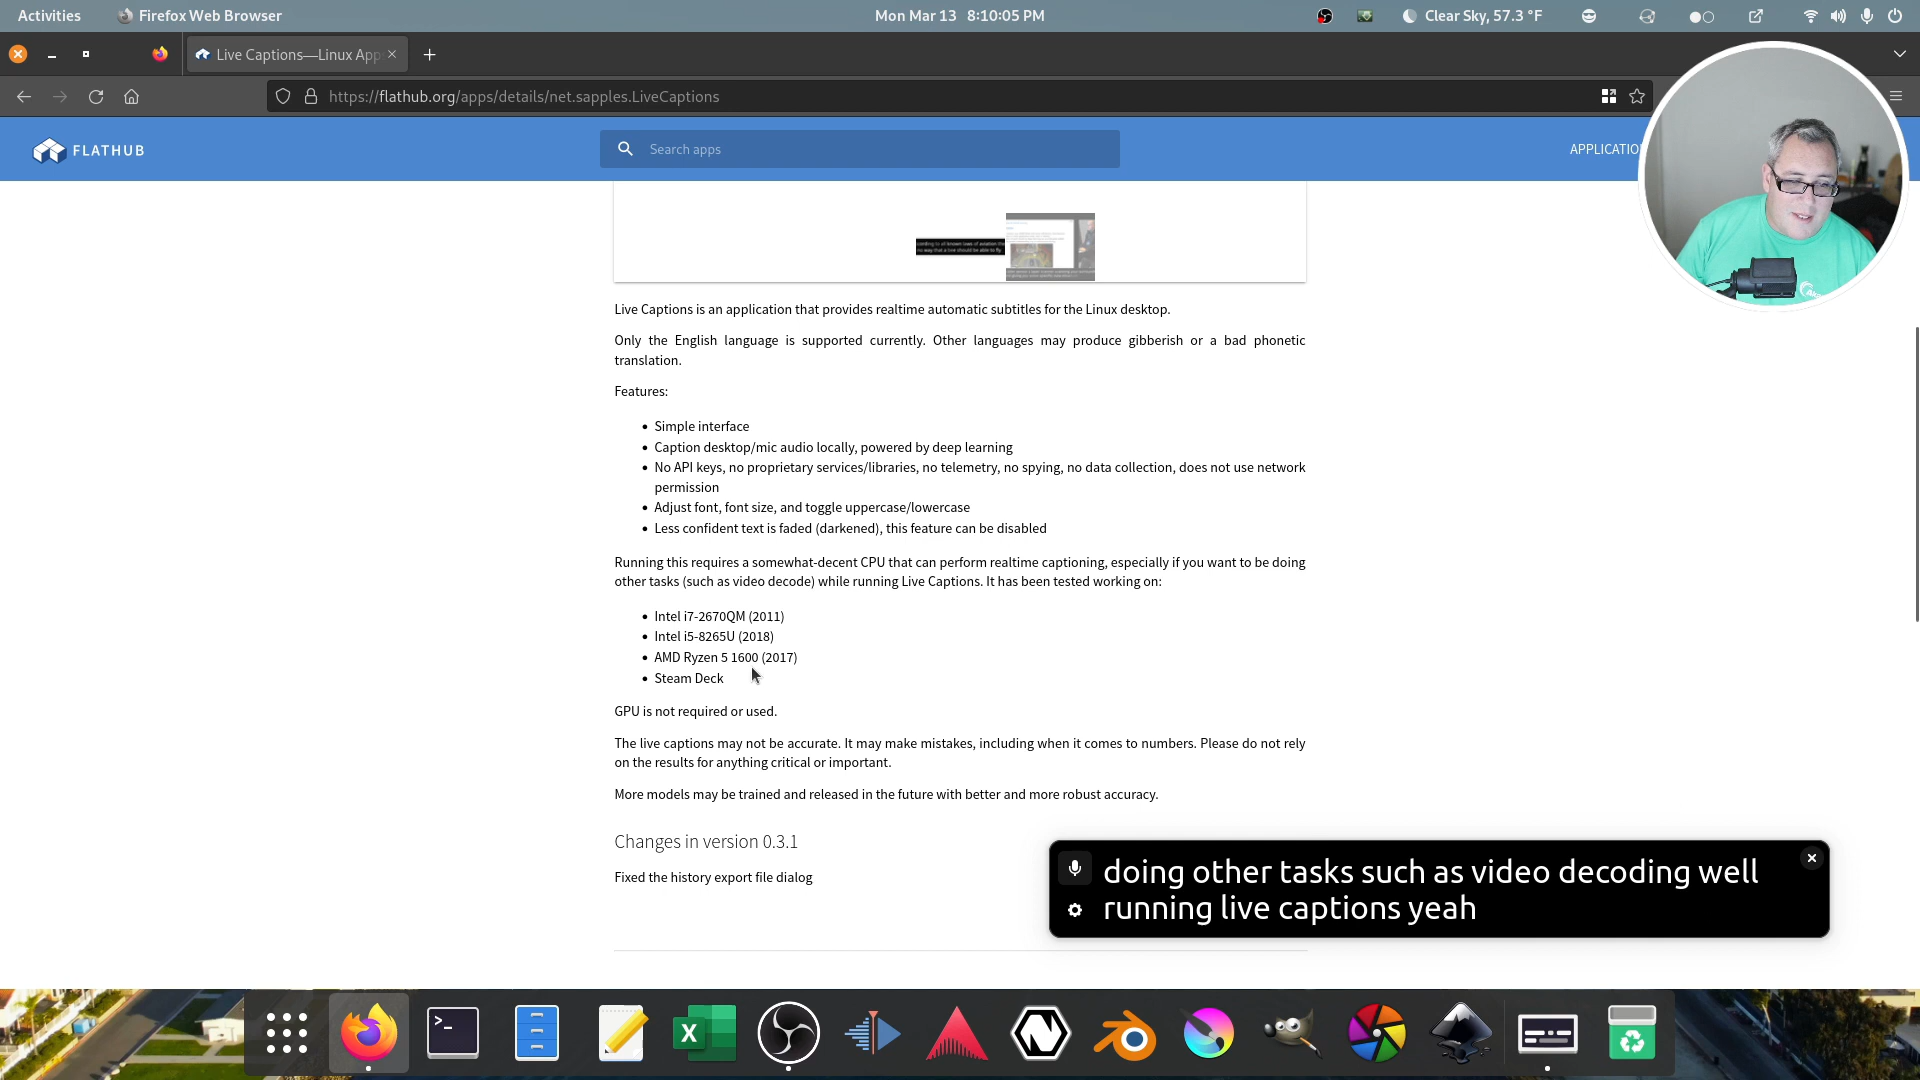 Activities
Firefox Web Browser
Mon Mar 13 8:10:05 PM
Clear Sky, 57.3 °F
Live Captions—Linux App
https://flathub.org/apps/details/net.sapples.LiveCaptions
FLATHUB
Search apps
Live Captions is an application that provides realtime automatic subtitles for the Linux desktop.
Only the English language is supported currently. Other languages may produce gibberish or a bad phonetic
translation.
Features:
• Simple interface
• Caption desktop/mic audio locally, powered by deep learning
• No API keys, no proprietary services/libraries, no telemetry, no spying, no data collection, does not use network
permission
• Adjust font, font size, and toggle uppercase/lowercase
• Less confident text is faded (darkened), this feature can be disabled
Running this requires a somewhat-decent CPU that can perform realtime captioning, especially if you want to be doing
other tasks (such as video decode) while running Live Captions. It has been tested working on:
• Intel i7-2670QM (2011)
• Intel i5-8265U (2018)
• AMD Ryzen 5 1600 (2017)
• Steam Deck
GPU is not required or used.
The live captions may not be accurate. It may make mistakes, including when it comes to numbers. Please do not rely
on the results for anything critical or important.
More models may be trained and released in the future with better and more robust accuracy.
Changes in version 0.3.1
Fixed the history export file dialog
doing other tasks such as video decoding well
running live captions yeah